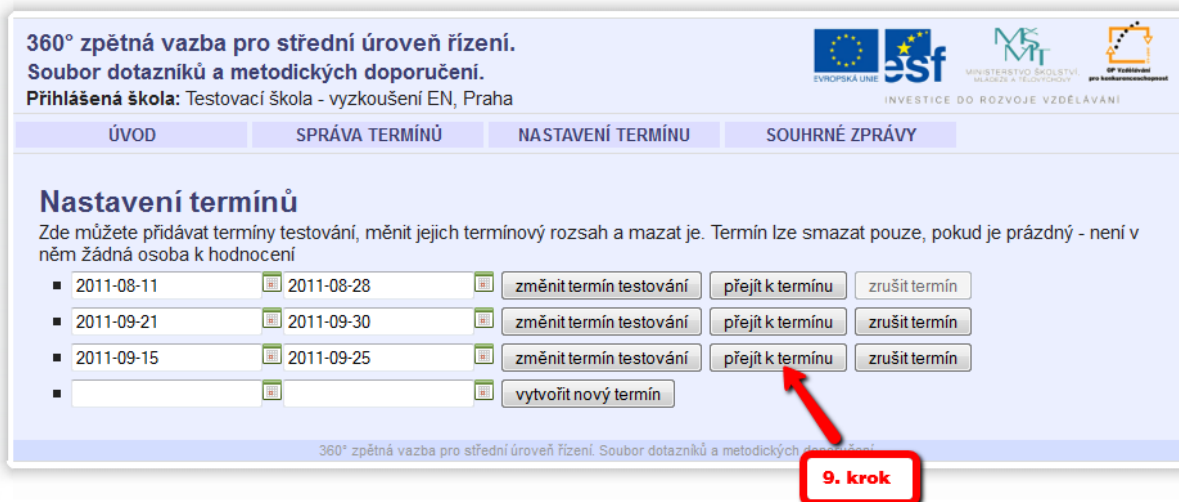 360° zpětná vazba pro střední úroveň řízení.
Soubor dotazníků a metodických doporučení.
Přihlášená škola: Testovací škola - vyzkoušení EN, Praha
EVROPSKÁ UNIE
esf
MŠMT
MINISTERSTVO ŠKOLSTVÍ,
MLÁDEŽE A TĚLOVÝCHOVY
OP Vzdělávání
pro konkurenceschopnost
INVESTICE DO ROZVOJE VZDĚLÁVÁNÍ
ÚVOD SPRÁVA TERMÍNŮ NASTAVENÍ TERMÍNU SOUHRNÉ ZPRÁVY
Nastavení termínů
Zde můžete přidávat termíny testování, měnit jejich termínový rozsah a mazat je. Termín lze smazat pouze, pokud je prázdný - není v
něm žádná osoba k hodnocení
2011-08-11 2011-08-28 změnit termín testování přejít k termínu zrušit termín
2011-09-21 2011-09-30 změnit termín testování přejít k termínu zrušit termín
2011-09-15 2011-09-25 změnit termín testování přejít k termínu zrušit termín
vytvořit nový termín
360° zpětná vazba pro střední úroveň řízení. Soubor dotazníků a metodických doporučení.
9. krok